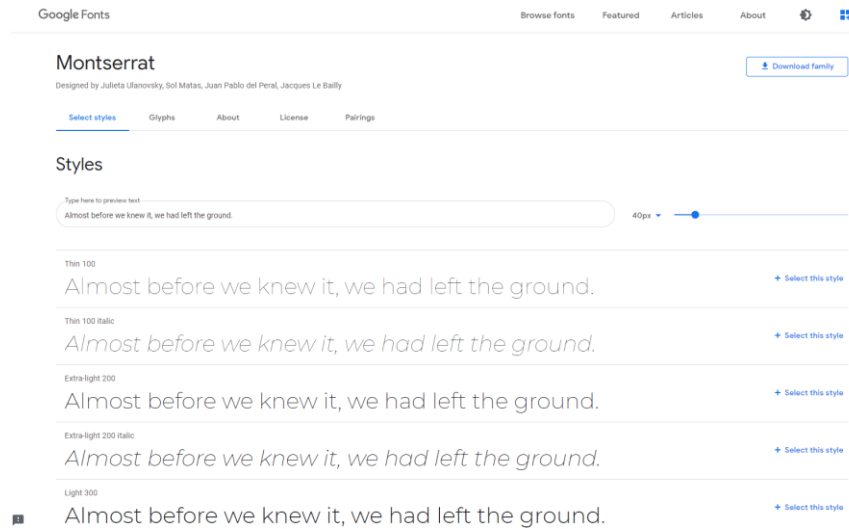 Google Fonts Browse fonts Featured Articles About
Montserrat
Download family
Designed by Julieta Ulanovsky, Sol Matas, Juan Pablo del Peral, Jacques Le Bailly
Select styles Glyphs About License Pairings
Styles
Type here to preview text
Almost before we knew it, we had left the ground.
40px
Thin 100
Almost before we knew it, we had left the ground.
+ Select this style
Thin 100 Italic
Almost before we knew it, we had left the ground.
+ Select this style
Extra-light 200
Almost before we knew it, we had left the ground.
+ Select this style
Extra-light 200 Italic
Almost before we knew it, we had left the ground.
+ Select this style
Light 300
Almost before we knew it, we had left the ground.
+ Select this style